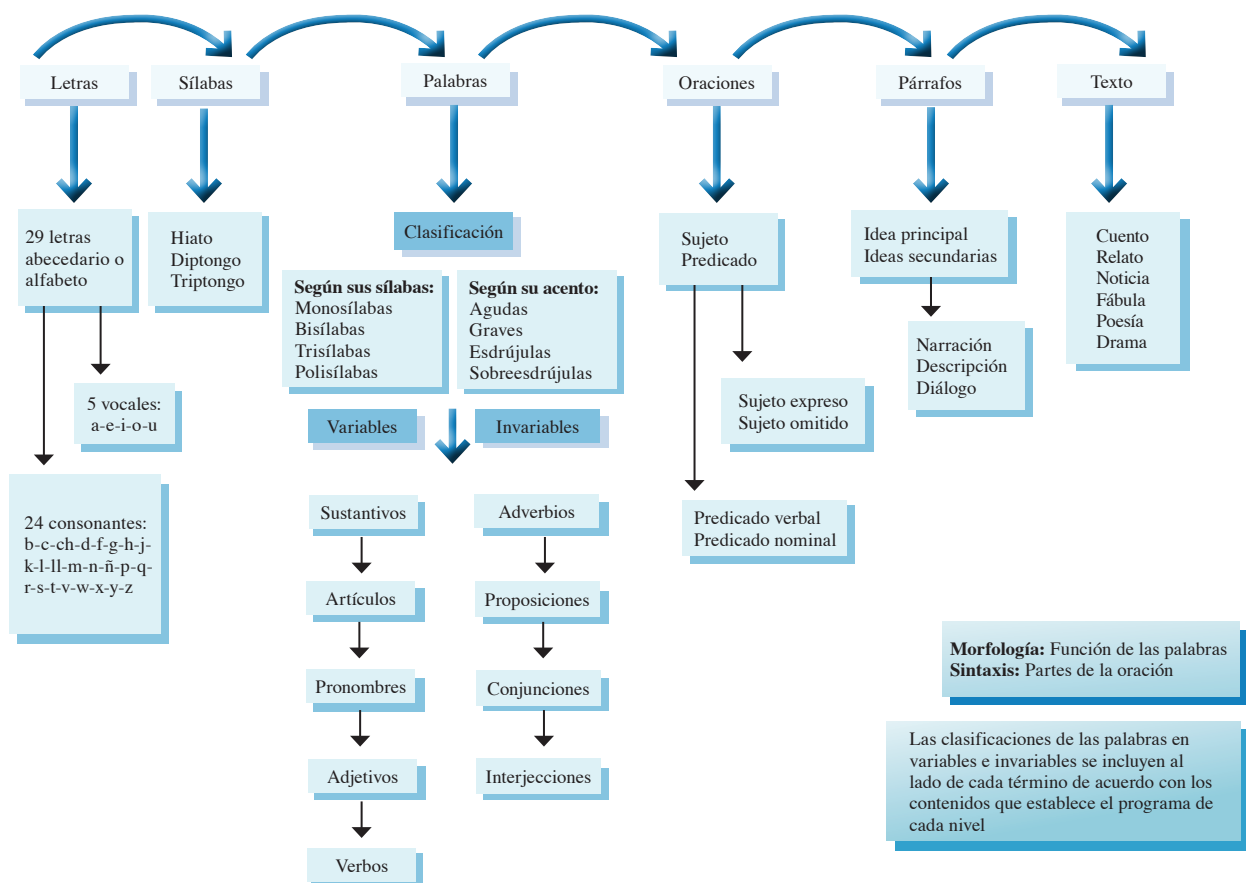 Letras
Sílabas
Palabras
Oraciones
Párrafos
Texto
29 letras
abecedario o
alfabeto
5 vocales:
a-e-i-o-u
24 consonantes:
b-c-ch-d-f-g-h-j-
k-l-ll-m-n-ñ-p-q-
r-s-t-v-w-x-y-z
Hiato
Diptongo
Triptongo
Clasificación
Según sus sílabas:
Monosílabas
Bisílabas
Trisílabas
Polisílabas
Según su acento:
Agudas
Graves
Esdrújulas
Sobreesdrújulas
Variables
Invariables
Sustantivos
Artículos
Pronombres
Adjetivos
Verbos
Adverbios
Proposiciones
Conjunciones
Interjecciones
Sujeto
Predicado
Sujeto expreso
Sujeto omitido
Predicado verbal
Predicado nominal
Idea principal
Ideas secundarias
Narración
Descripción
Diálogo
Cuento
Relato
Noticia
Fábula
Poesía
Drama
Morfología: Función de las palabras
Sintaxis: Partes de la oración
Las clasificaciones de las palabras en
variables e invariables se incluyen al
lado de cada término de acuerdo con los
contenidos que establece el programa de
cada nivel